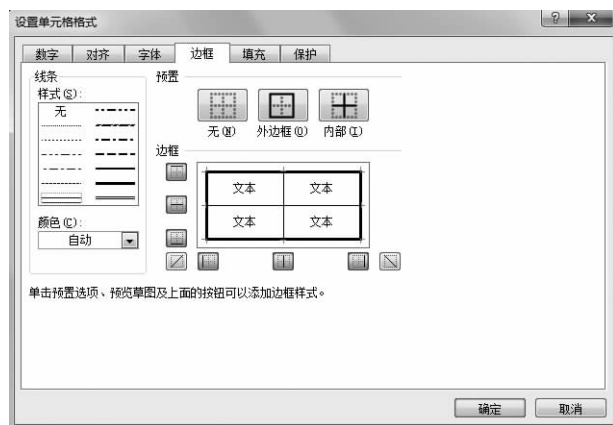 设置单元格格式
数字 对齐 字体 边框 填充 保护
线条
样式(S):
无
颜色(C):
自动
预置
无(N) 外边框(O) 内部(I)
边框
文本 文本
文本 文本
单击预置选项、预览草图及上面的按钮可以添加边框样式。
确定 取消